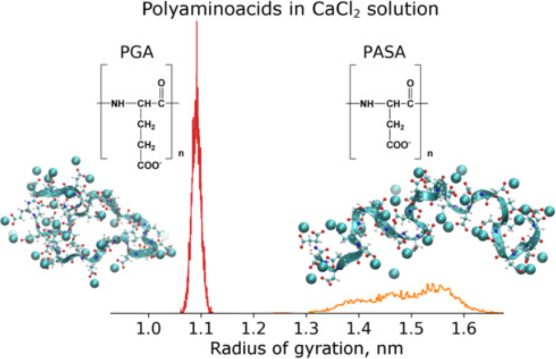 Polyaminoacids in CaCl₂ solution
PGA
PASA
O
NH CH C
CH₂
CH₂
COO⁻
n
O
NH CH C
CH₂
COO⁻
n
1.0 1.1 1.2 1.3 1.4 1.5 1.6
Radius of gyration, nm